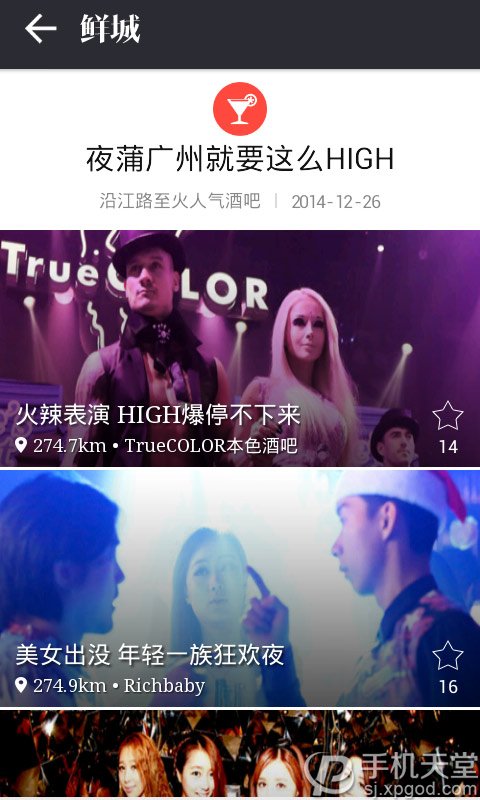 鲜城
夜蒲广州就要这么HIGH
沿江路至火人气酒吧 | 2014-12-26
TrueCOLOR
火辣表演 HIGH爆停不下来
274.7km • TrueCOLOR本色酒吧
14
美女出没 年轻一族狂欢夜
274.9km • Richbaby
16
手机天堂
sj.xpgod.com